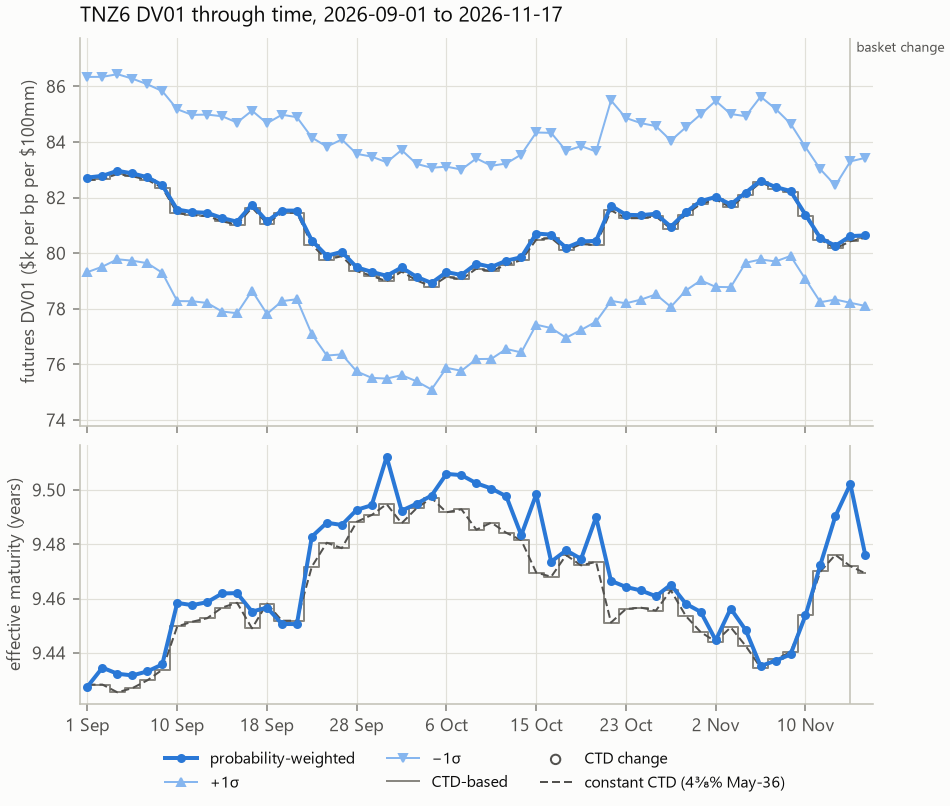 TNZ6 DV01 through time, 2026-09-01 to 2026-11-17
basket change
futures DV01 ($k per bp per $100mm)
86
84
82
80
78
76
74
effective maturity (years)
9.50
9.48
9.46
9.44
1 Sep 10 Sep 18 Sep 28 Sep 6 Oct 15 Oct 23 Oct 2 Nov 10 Nov
probability-weighted −1σ CTD change
+1σ CTD-based constant CTD (4⅜% May-36)